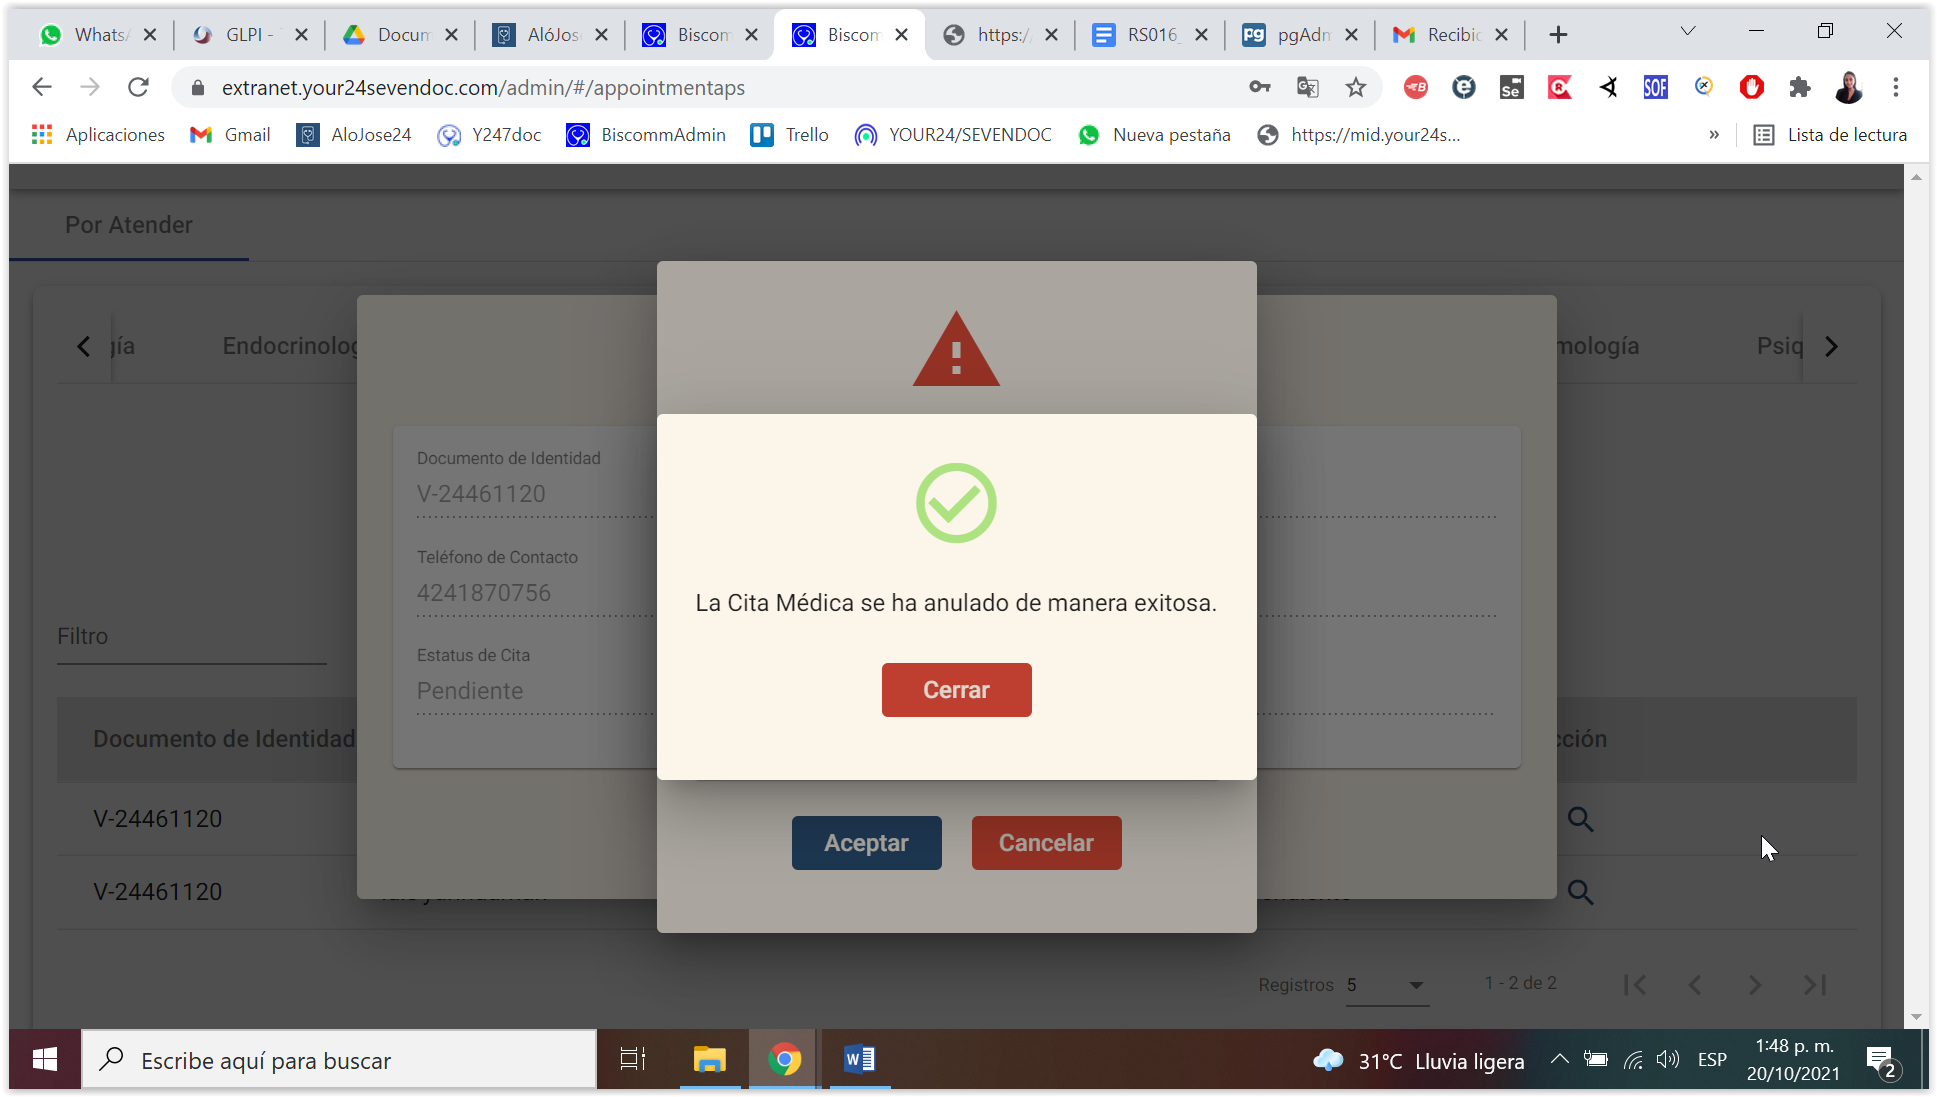 WhatsA
GLPI -
Docum
AlóJos
Biscom
Biscom
https:/
RS016_
pgAdm
Recibid
extranet.your24sevendoc.com/admin/#/appointmentaps
Aplicaciones
Gmail
AloJose24
Y247doc
BiscommAdmin
Trello
YOUR24/SEVENDOC
Nueva pestaña
https://mid.your24s...
»
Lista de lectura
Por Atender
gía
Endocrinolog
mología
Psiq
Documento de Identidad
V-24461120
Teléfono de Contacto
4241870756
Estatus de Cita
Pendiente
La Cita Médica se ha anulado de manera exitosa.
Cerrar
Aceptar
Cancelar
Filtro
Documento de Identidad
cción
V-24461120
V-24461120
Registros 5
1 - 2 de 2
Escribe aquí para buscar
31°C Lluvia ligera
ESP
1:48 p. m.
20/10/2021
2